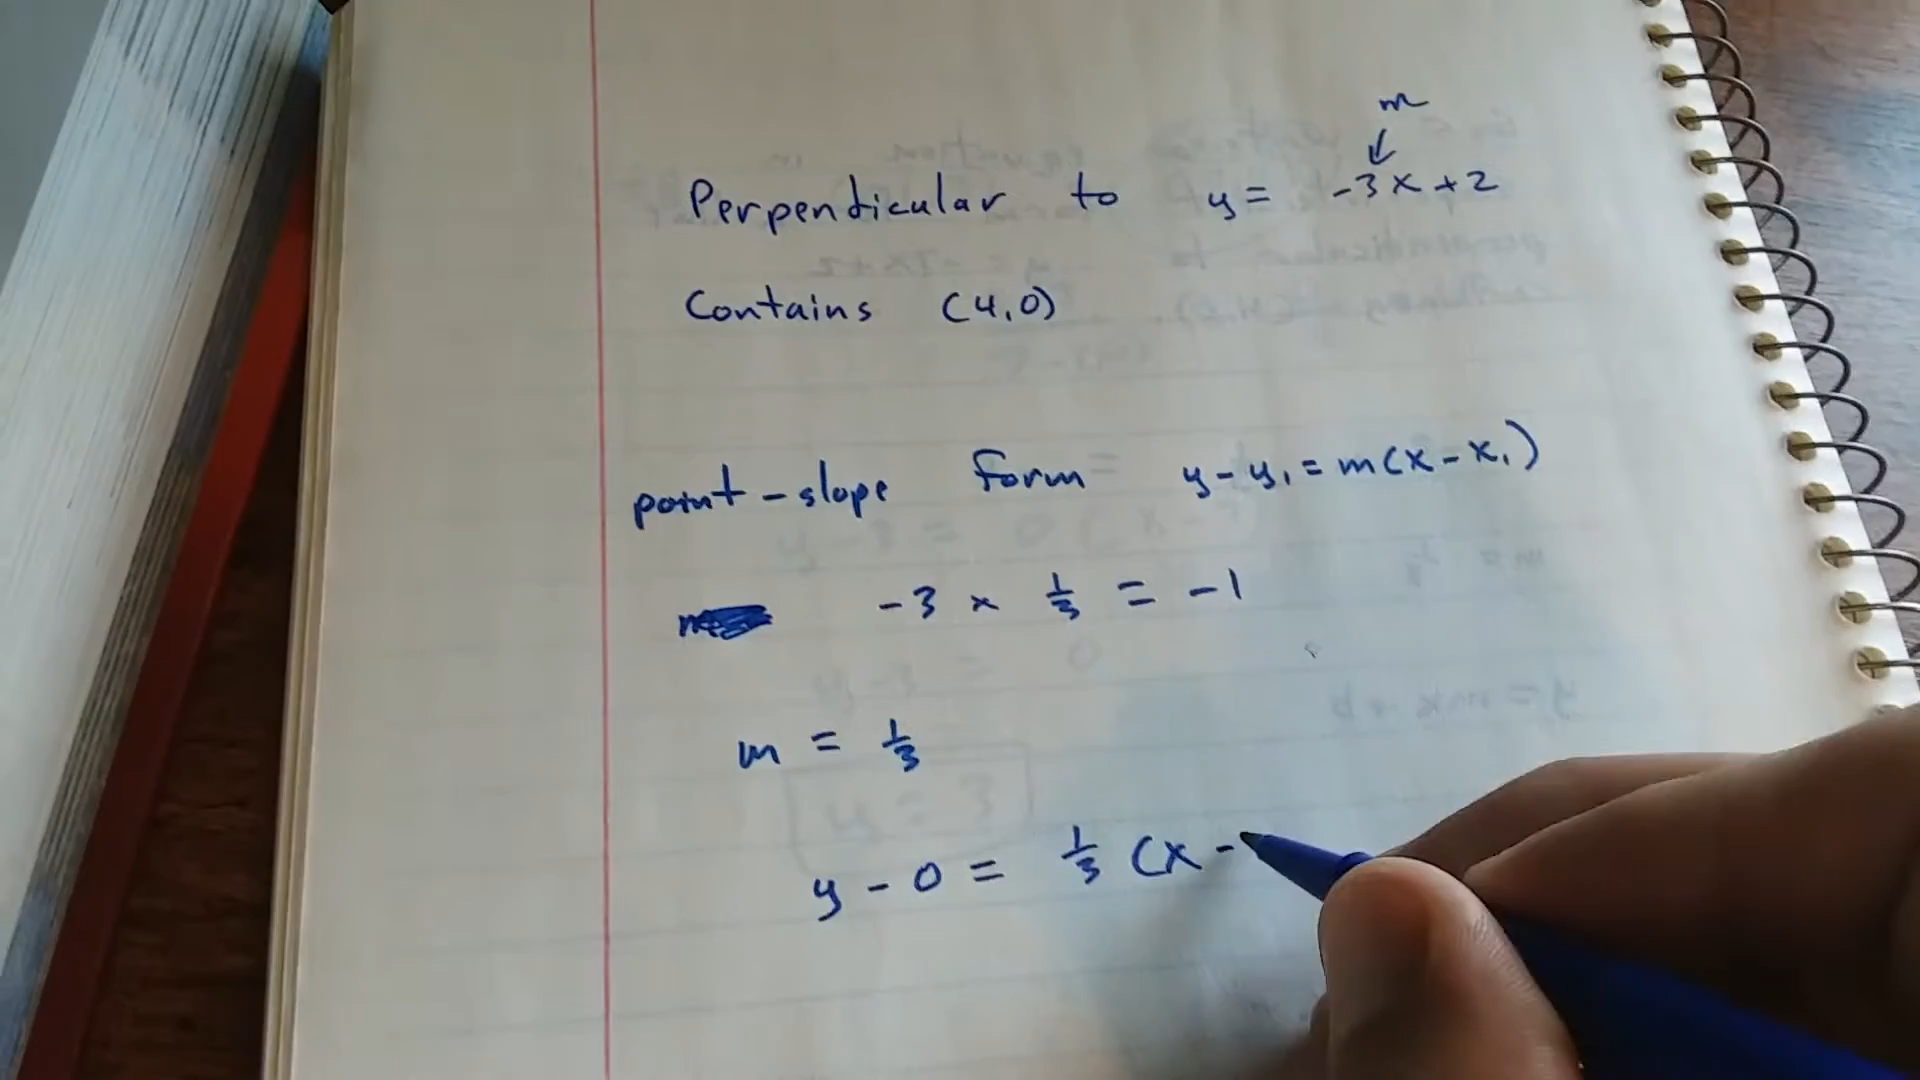 m
↓
Perpendicular to y = -3x+2
Contains (4,0)
point-slope form y-y₁=m(x-x₁)
-3 × 1/3 = -1
m = 1/3
y-0 = 1/3 (x-